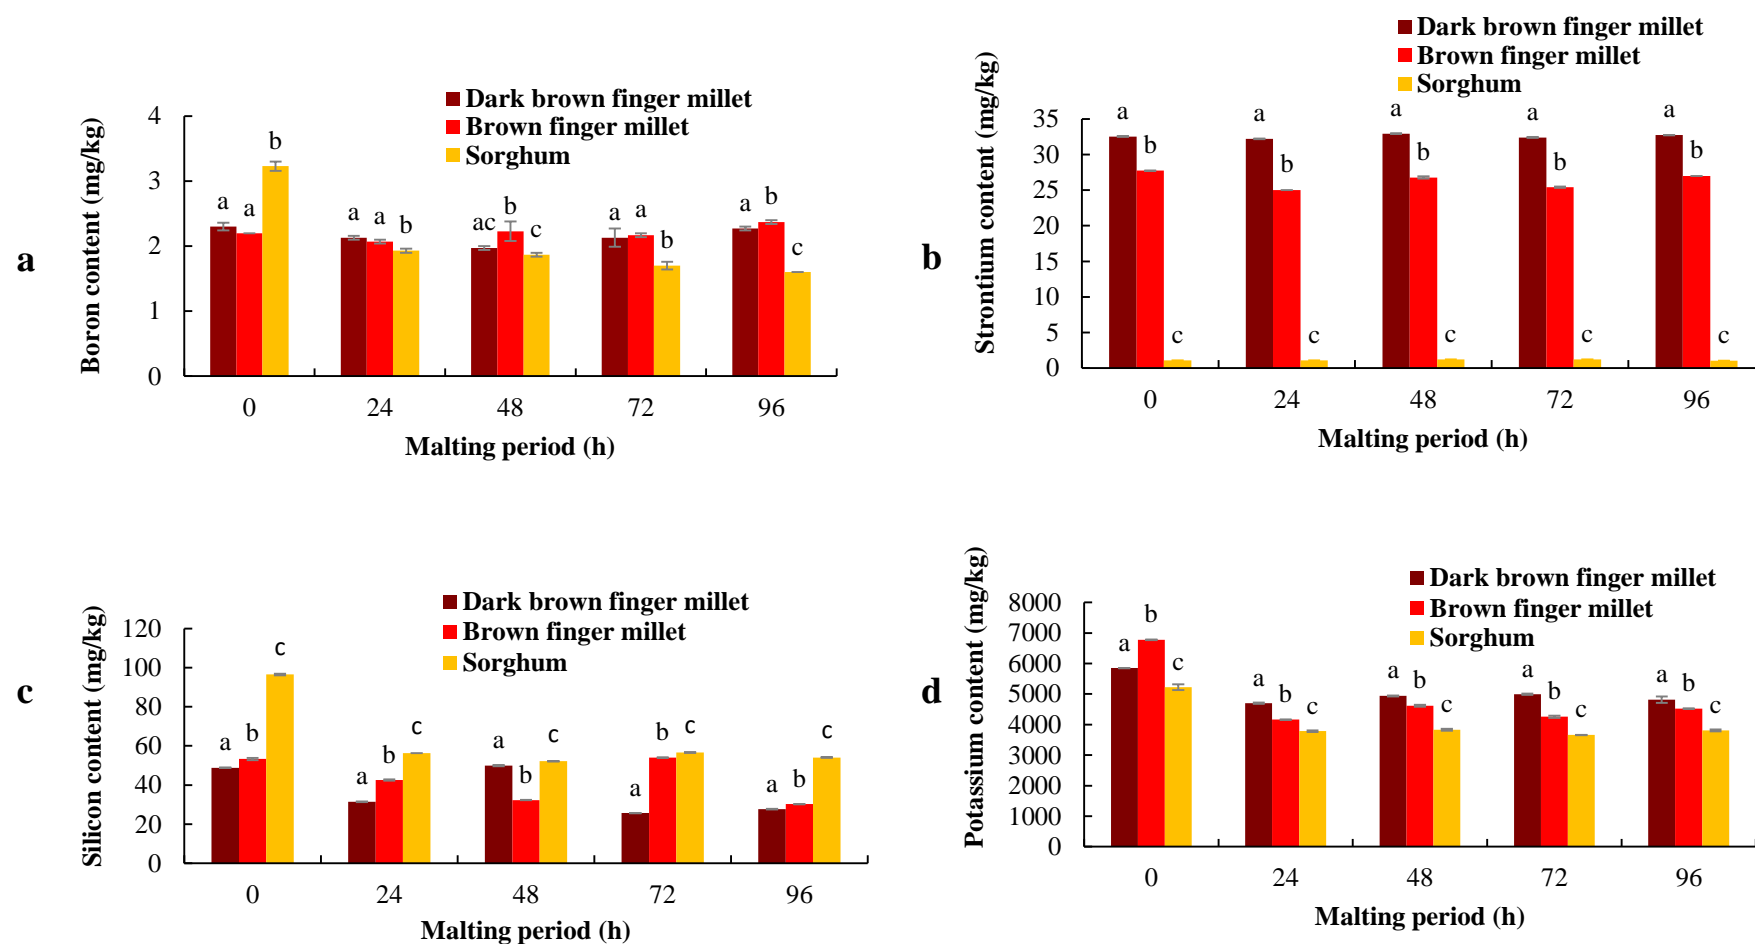 a
Boron content (mg/kg)
Dark brown finger millet
Brown finger millet
Sorghum
4
3
2
1
0
a a b
a a b
ac b c
a a b
a b c
0 24 48 72 96
Malting period (h)
b
Strontium content (mg/kg)
Dark brown finger millet
Brown finger millet
Sorghum
35
30
25
20
15
10
5
0
a b c
a b c
a b c
a b c
a b c
0 24 48 72 96
Malting period (h)
c
Silicon content (mg/kg)
Dark brown finger millet
Brown finger millet
Sorghum
120
100
80
60
40
20
0
a b c
a b c
a b c
a b c
a b c
0 24 48 72 96
Malting period (h)
d
Potassium content (mg/kg)
Dark brown finger millet
Brown finger millet
Sorghum
8000
7000
6000
5000
4000
3000
2000
1000
0
a b c
a b c
a b c
a b c
a b c
0 24 48 72 96
Malting period (h)